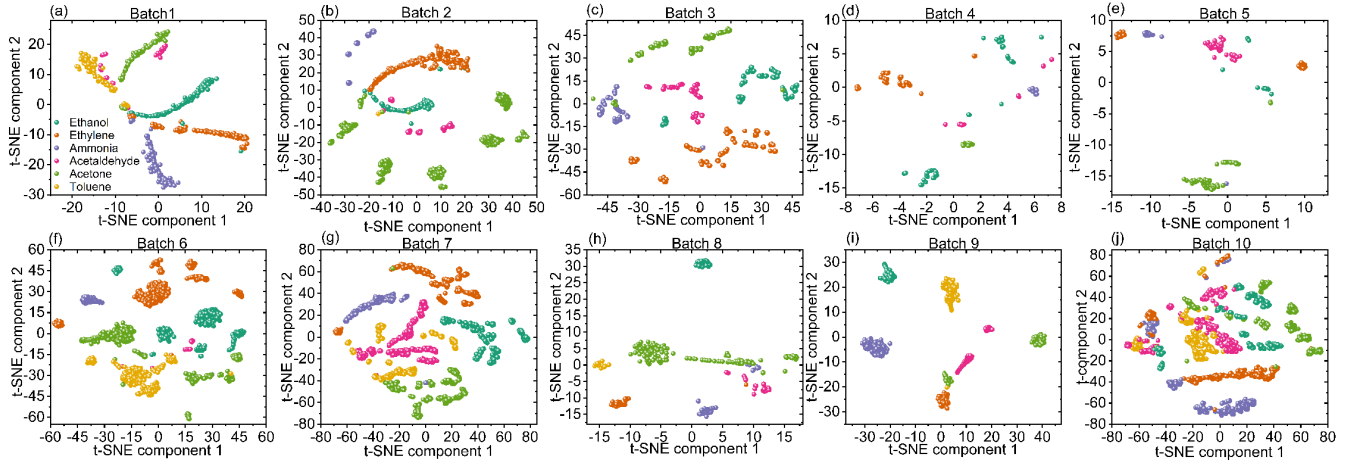 (a) Batch1
t-SNE component 2
20
10
0
-10
-20
-30
Ethanol
Ethylene
Ammonia
Acetaldehyde
Acetone
Toluene
-20 -10 0 10 20
t-SNE component 1
(b) Batch 2
t-SNE component 2
50
40
30
20
10
0
-10
-20
-30
-40
-50
-40 -30 -20 -10 0 10 20 30 40 50
t-SNE component 1
(c) Batch 3
t-SNE component 2
45
30
15
0
-15
-30
-45
-60
-45 -30 -15 0 15 30 45
t-SNE component 1
(d) Batch 4
t-SNE component 2
10
5
0
-5
-10
-15
-8 -6 -4 -2 0 2 4 6 8
t-SNE component 1
(e) Batch 5
t-SNE component 2
10
5
0
-5
-10
-15
-15 -10 -5 0 5 10
t-SNE component 1
(f) Batch 6
t-SNE component 2
60
45
30
15
0
-15
-30
-45
-60
-60 -45 -30 -15 0 15 30 45 60
t-SNE component 1
(g) Batch 7
t-SNE component 2
80
60
40
20
0
-20
-40
-60
-80
-80 -60 -40 -20 0 20 40 60 80
t-SNE component 1
(h) Batch 8
t-SNE component 2
35
30
25
20
15
10
5
0
-5
-10
-15
-15 -10 -5 0 5 10 15
t-SNE component 1
(i) Batch 9
t-SNE component 2
30
20
10
0
-10
-20
-30
-30 -20 -10 0 10 20 30 40
t-SNE component 1
(j) Batch 10
t-component 2
80
60
40
20
0
-20
-40
-60
-80
-80 -60 -40 -20 0 20 40 60 80
t-SNE component 1